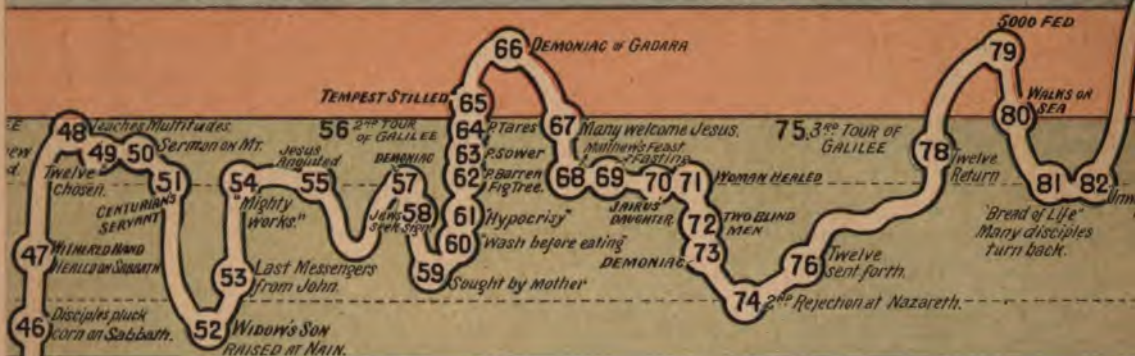 5000 FED
79
66 DEMONIAC OF GADARA
TEMPEST STILLED 65
WALKS ON
SEA
80
48 Teaches Multitudes.
49 50 Sermon on Mt.
Twelve
chosen.
51
CENTURIAN'S
SERVANT
47 WITHERED HAND
HEALED ON SABBATH
46 Disciples pluck
corn on Sabbath.
52 WIDOW'S SON
RAISED AT NAIN.
53 Last Messengers
from John.
54
"Mighty
works."
Jesus
Anointed
55
56 2ND TOUR
OF GALILEE
DEMONIAC
57
58 Jews
seek sign.
59 Sought by Mother
60 "Wash before eating"
61 "Hypocrisy"
62 P. Barren
Fig Tree.
63 P. Sower
64 P. Tares
67 Many welcome Jesus.
Matthew's Feast
& Fasting
68 69 70 71 WOMAN HEALED
JAIRUS'
DAUGHTER.
72 TWO BLIND
MEN
DEMONIAC 73
74 2ND Rejection at Nazareth.
75. 3RD TOUR OF
GALILEE
76 Twelve
sent forth.
78 Twelve
Return
81 82
"Bread of Life"
Many disciples
turn back.